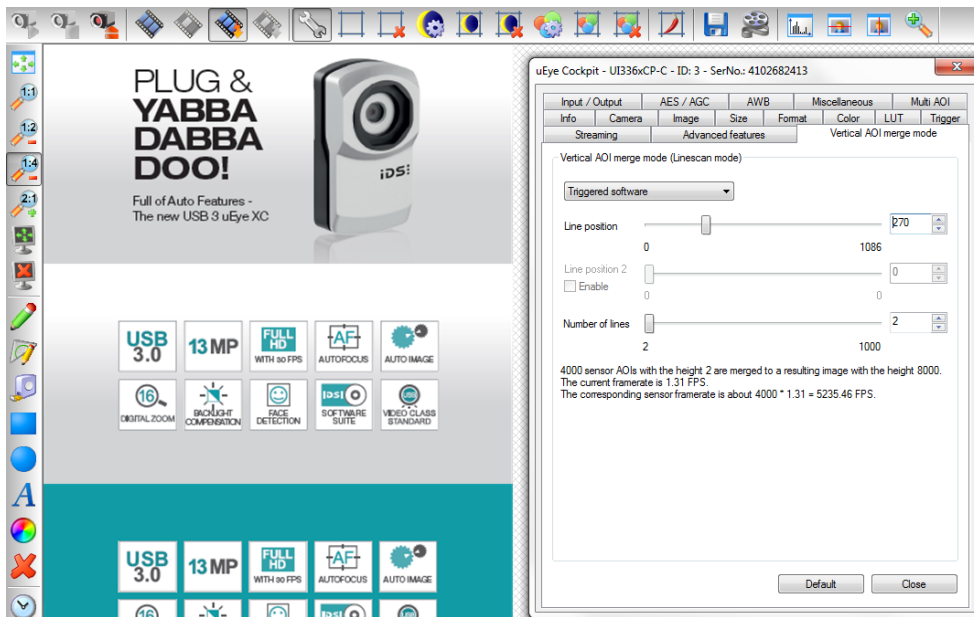 1:1
1:2
1:4
2:1
A
PLUG &
YABBA
DABBA
DOO!
Full of Auto Features -
The new USB 3 uEye XC
iDS:
USB
3.0
13 MP
FULL
HD
WITH 30 FPS
AF
AUTOFOCUS
AUTO IMAGE
16
DIGITAL ZOOM
BACKLIGHT
COMPENSATION
FACE
DETECTION
SOFTWARE
SUITE
USB
VIDEO CLASS
STANDARD
USB
3.0
13 MP
FULL
HD
WITH 30 FPS
AF
AUTOFOCUS
AUTO IMAGE
16
uEye Cockpit - UI336xCP-C - ID: 3 - SerNo.: 4102682413
Input / Output AES / AGC AWB Miscellaneous Multi AOI
Info Camera Image Size Format Color LUT Trigger
Streaming Advanced features Vertical AOI merge mode
Vertical AOI merge mode (Linescan mode)
Triggered software
Line position 270
0 1086
Line position 2 0
Enable
0 0
Number of lines 2
2 1000
4000 sensor AOIs with the height 2 are merged to a resulting image with the height 8000.
The current framerate is 1.31 FPS.
The corresponding sensor framerate is about 4000 * 1.31 = 5235.46 FPS.
Default Close